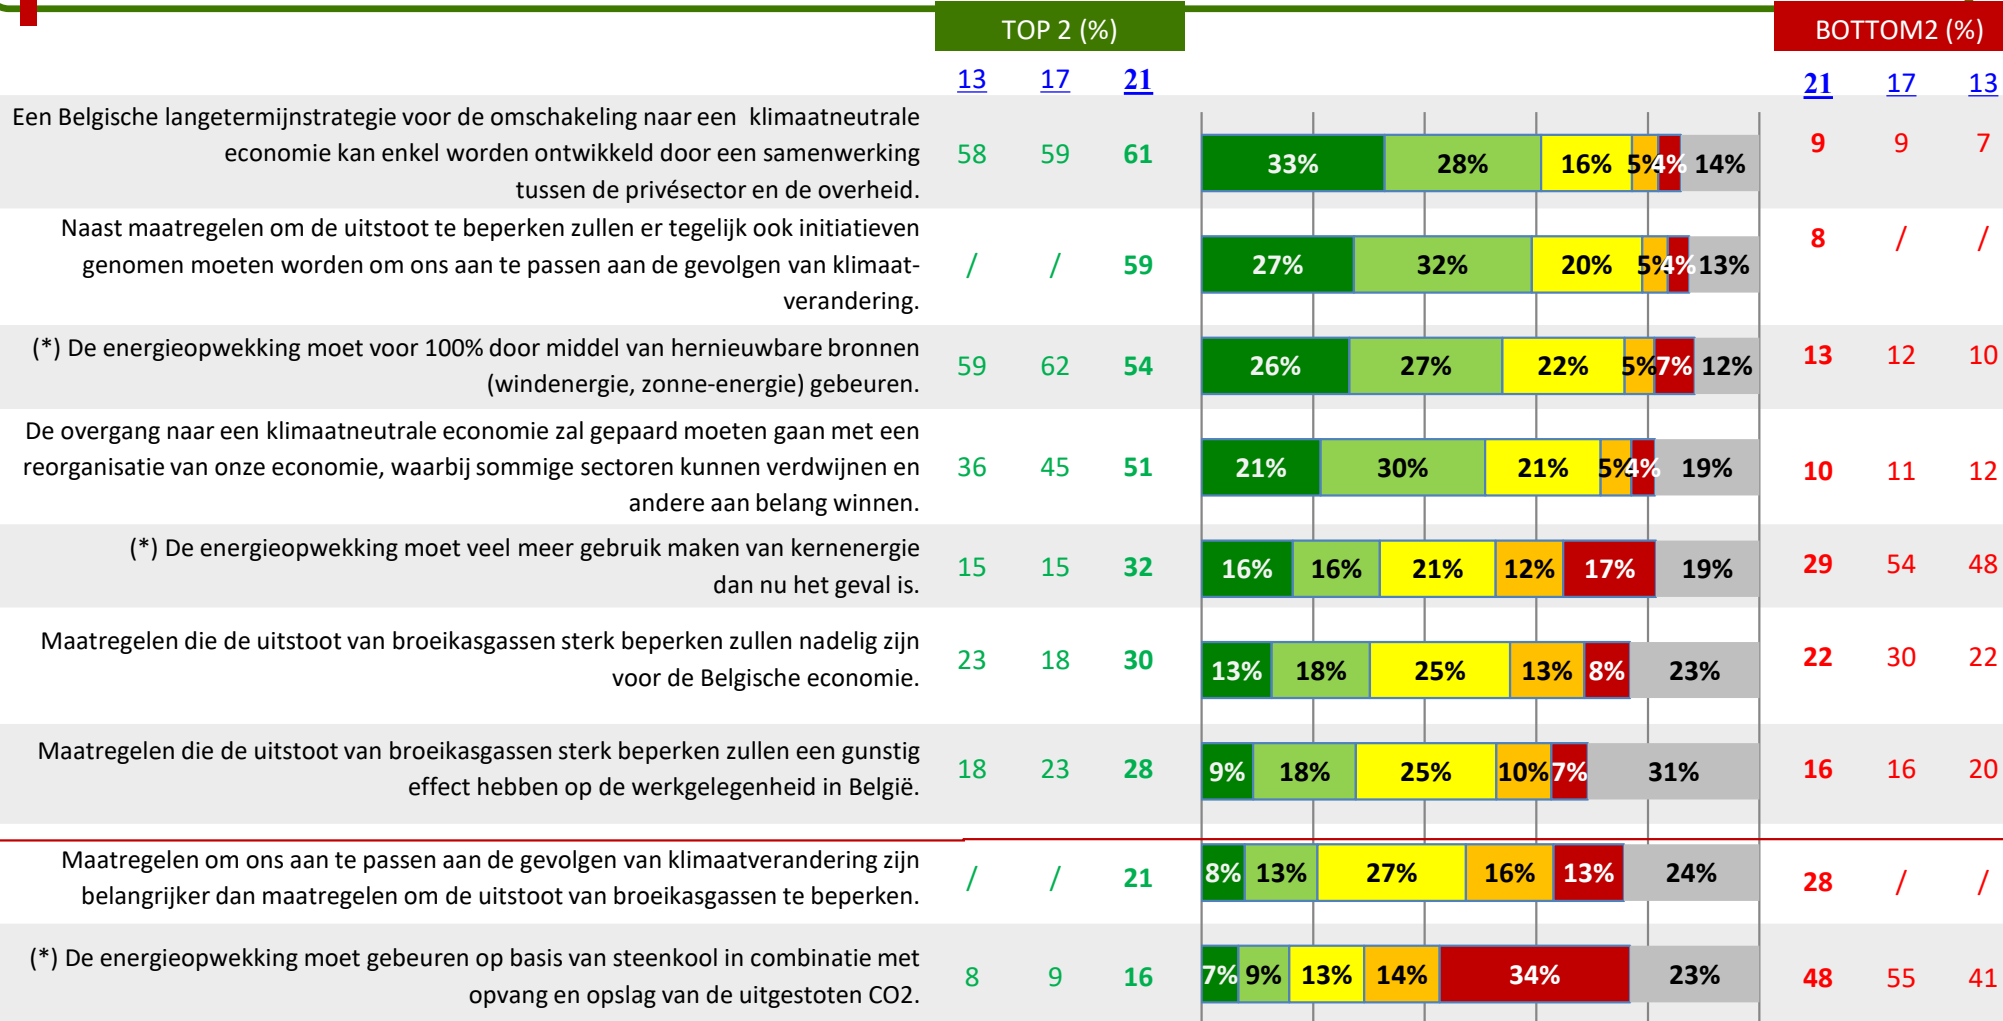 TOP 2 (%) BOTTOM2 (%)
13 17 21 21 17 13
Een Belgische langetermijnstrategie voor de omschakeling naar een klimaatneutrale
economie kan enkel worden ontwikkeld door een samenwerking
tussen de privésector en de overheid.
58 59 61 33% 28% 16% 5% 4% 14% 9 9 7
Naast maatregelen om de uitstoot te beperken zullen er tegelijk ook initiatieven
genomen moeten worden om ons aan te passen aan de gevolgen van klimaat-
verandering.
/ / 59 27% 32% 20% 5% 4% 13% 8 / /
(*) De energieopwekking moet voor 100% door middel van hernieuwbare bronnen
(windenergie, zonne-energie) gebeuren.
59 62 54 26% 27% 22% 5% 7% 12% 13 12 10
De overgang naar een klimaatneutrale economie zal gepaard moeten gaan met een
reorganisatie van onze economie, waarbij sommige sectoren kunnen verdwijnen en
andere aan belang winnen.
36 45 51 21% 30% 21% 5% 4% 19% 10 11 12
(*) De energieopwekking moet veel meer gebruik maken van kernenergie
dan nu het geval is.
15 15 32 16% 16% 21% 12% 17% 19% 29 54 48
Maatregelen die de uitstoot van broeikasgassen sterk beperken zullen nadelig zijn
voor de Belgische economie.
23 18 30 13% 18% 25% 13% 8% 23% 22 30 22
Maatregelen die de uitstoot van broeikasgassen sterk beperken zullen een gunstig
effect hebben op de werkgelegenheid in België.
18 23 28 9% 18% 25% 10% 7% 31% 16 16 20
Maatregelen om ons aan te passen aan de gevolgen van klimaatverandering zijn
belangrijker dan maatregelen om de uitstoot van broeikasgassen te beperken.
/ / 21 8% 13% 27% 16% 13% 24% 28 / /
(*) De energieopwekking moet gebeuren op basis van steenkool in combinatie met
opvang en opslag van de uitgestoten CO2.
8 9 16 7% 9% 13% 14% 34% 23% 48 55 41